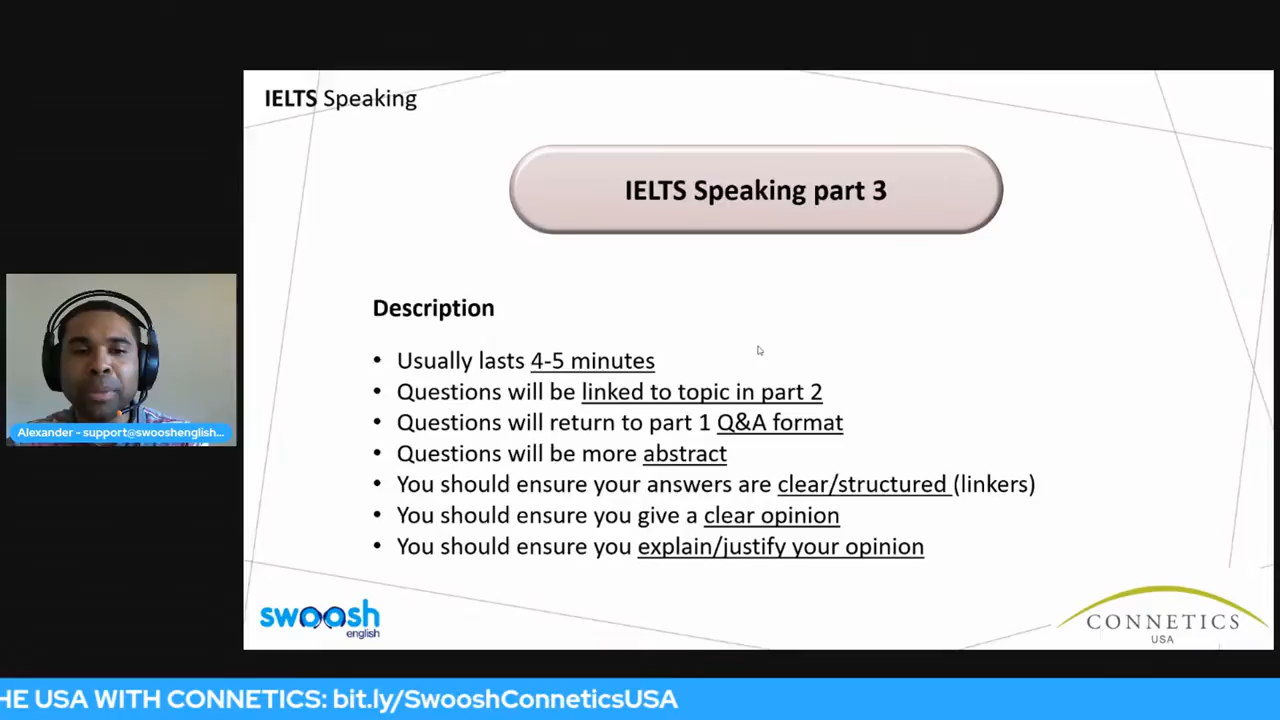 IELTS Speaking
IELTS Speaking part 3
Description
• Usually lasts 4-5 minutes
• Questions will be linked to topic in part 2
• Questions will return to part 1 Q&A format
• Questions will be more abstract
• You should ensure your answers are clear/structured (linkers)
• You should ensure you give a clear opinion
• You should ensure you explain/justify your opinion
Alexander - support@swooshenglish...
swoosh
english
CONNETICS
USA
HE USA WITH CONNETICS: bit.ly/SwooshConneticsUSA